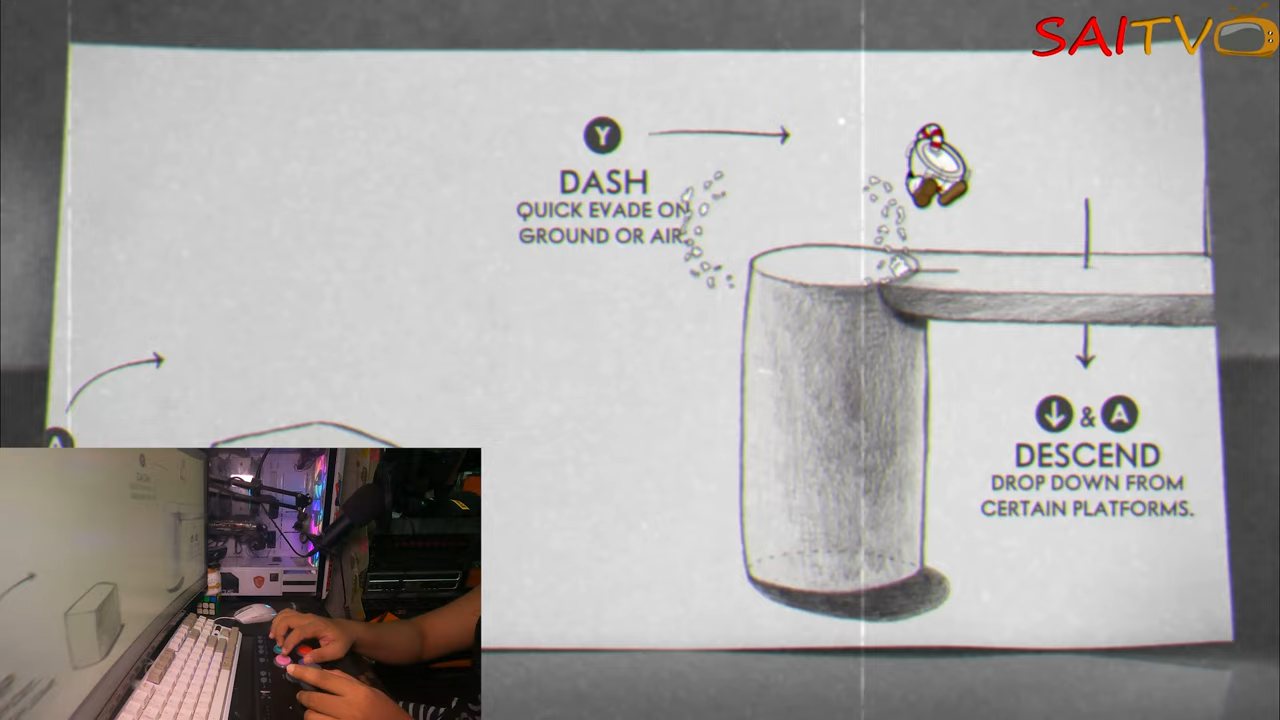 SAITV
Y
DASH
QUICK EVADE ON
GROUND OR AIR.
A
↓ & A
DESCEND
DROP DOWN FROM
CERTAIN PLATFORMS.